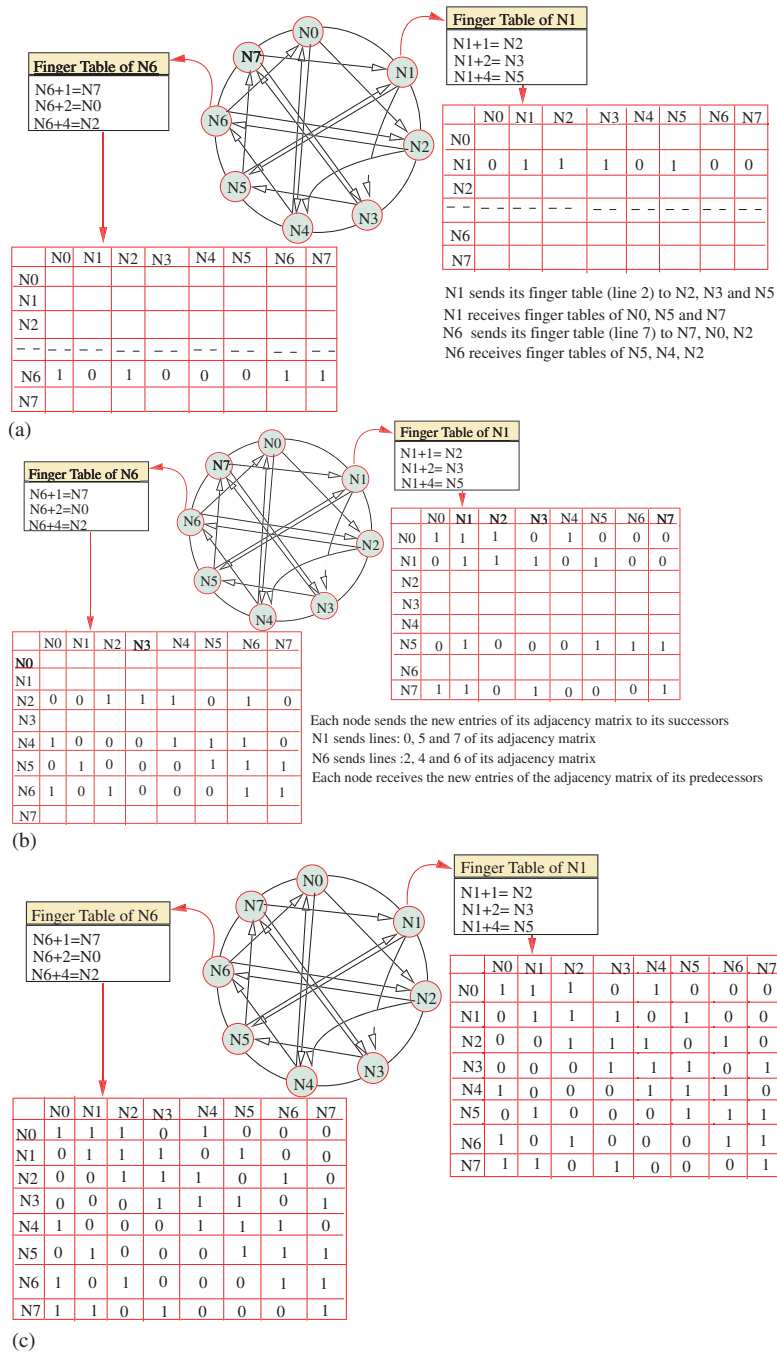 N0
N7
N1
N6
N2
N5
N3
N4
Finger Table of N6
N6+1=N7
N6+2=N0
N6+4=N2
Finger Table of N1
N1+1= N2
N1+2= N3
N1+4= N5
N0 N1 N2 N3 N4 N5 N6 N7
N0
N1 0 1 1 1 0 1 0 0
N2
– – – – – – – – – – – – – – – – – –
N6
N7
N0 N1 N2 N3 N4 N5 N6 N7
N0
N1
N2
– – – – – – – – – – – – – – – – – –
N6 1 0 1 0 0 0 1 1
N7
N1 sends its finger table (line 2) to N2, N3 and N5
N1 receives finger tables of N0, N5 and N7
N6 sends its finger table (line 7) to N7, N0, N2
N6 receives finger tables of N5, N4, N2
(a)
N0
N7
N1
N6
N2
N5
N3
N4
Finger Table of N6
N6+1=N7
N6+2=N0
N6+4=N2
Finger Table of N1
N1+1= N2
N1+2= N3
N1+4= N5
N0 N1 N2 N3 N4 N5 N6 N7
N0 1 1 1 0 1 0 0 0
N1 0 1 1 1 0 1 0 0
N2
N3
N4
N5 0 1 0 0 0 1 1 1
N6
N7 1 1 0 1 0 0 0 1
N0 N1 N2 N3 N4 N5 N6 N7
N0
N1
N2 0 0 1 1 1 0 1 0
N3
N4 1 0 0 0 1 1 1 0
N5 0 1 0 0 0 1 1 1
N6 1 0 1 0 0 0 1 1
N7
Each node sends the new entries of its adjacency matrix to its successors
N1 sends lines: 0, 5 and 7 of its adjacency matrix
N6 sends lines :2, 4 and 6 of its adjacency matrix
Each node receives the new entries of the adjacency matrix of its predecessors
(b)
N0
N7
N1
N6
N2
N5
N3
N4
Finger Table of N6
N6+1=N7
N6+2=N0
N6+4=N2
Finger Table of N1
N1+1= N2
N1+2= N3
N1+4= N5
N0 N1 N2 N3 N4 N5 N6 N7
N0 1 1 1 0 1 0 0 0
N1 0 1 1 1 0 1 0 0
N2 0 0 1 1 1 0 1 0
N3 0 0 0 1 1 1 0 1
N4 1 0 0 0 1 1 1 0
N5 0 1 0 0 0 1 1 1
N6 1 0 1 0 0 0 1 1
N7 1 1 0 1 0 0 0 1
N0 N1 N2 N3 N4 N5 N6 N7
N0 1 1 1 0 1 0 0 0
N1 0 1 1 1 0 1 0 0
N2 0 0 1 1 1 0 1 0
N3 0 0 0 1 1 1 0 1
N4 1 0 0 0 1 1 1 0
N5 0 1 0 0 0 1 1 1
N6 1 0 1 0 0 0 1 1
N7 1 1 0 1 0 0 0 1
(c)